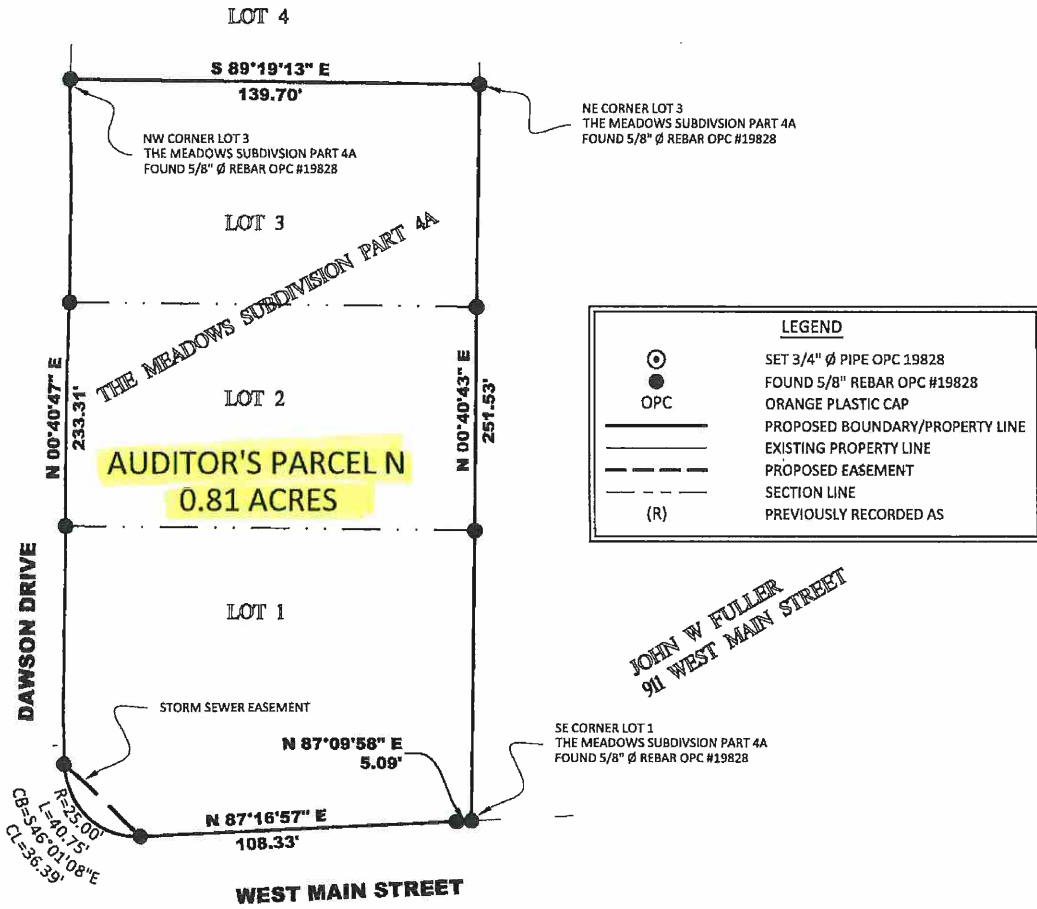 LOT 4
S 89°19'13" E
139.70'
NW CORNER LOT 3
THE MEADOWS SUBDIVSION PART 4A
FOUND 5/8" Ø REBAR OPC #19828
NE CORNER LOT 3
THE MEADOWS SUBDIVSION PART 4A
FOUND 5/8" Ø REBAR OPC #19828
LOT 3
THE MEADOWS SUBDIVISION PART 4A
N 00°40'47" E
233.31'
N 00°40'43" E
251.53'
LOT 2
AUDITOR'S PARCEL N
0.81 ACRES
LEGEND
SET 3/4" Ø PIPE OPC 19828
FOUND 5/8" REBAR OPC #19828
OPC ORANGE PLASTIC CAP
PROPOSED BOUNDARY/PROPERTY LINE
EXISTING PROPERTY LINE
PROPOSED EASEMENT
SECTION LINE
(R) PREVIOUSLY RECORDED AS
LOT 1
DAWSON DRIVE
JOHN W FULLER
911 WEST MAIN STREET
STORM SEWER EASEMENT
N 87°09'58" E
5.09'
SE CORNER LOT 1
THE MEADOWS SUBDIVSION PART 4A
FOUND 5/8" Ø REBAR OPC #19828
R=25.00'
L=40.75'
CB=S46°01'08"E
CL=36.39'
N 87°16'57" E
108.33'
WEST MAIN STREET